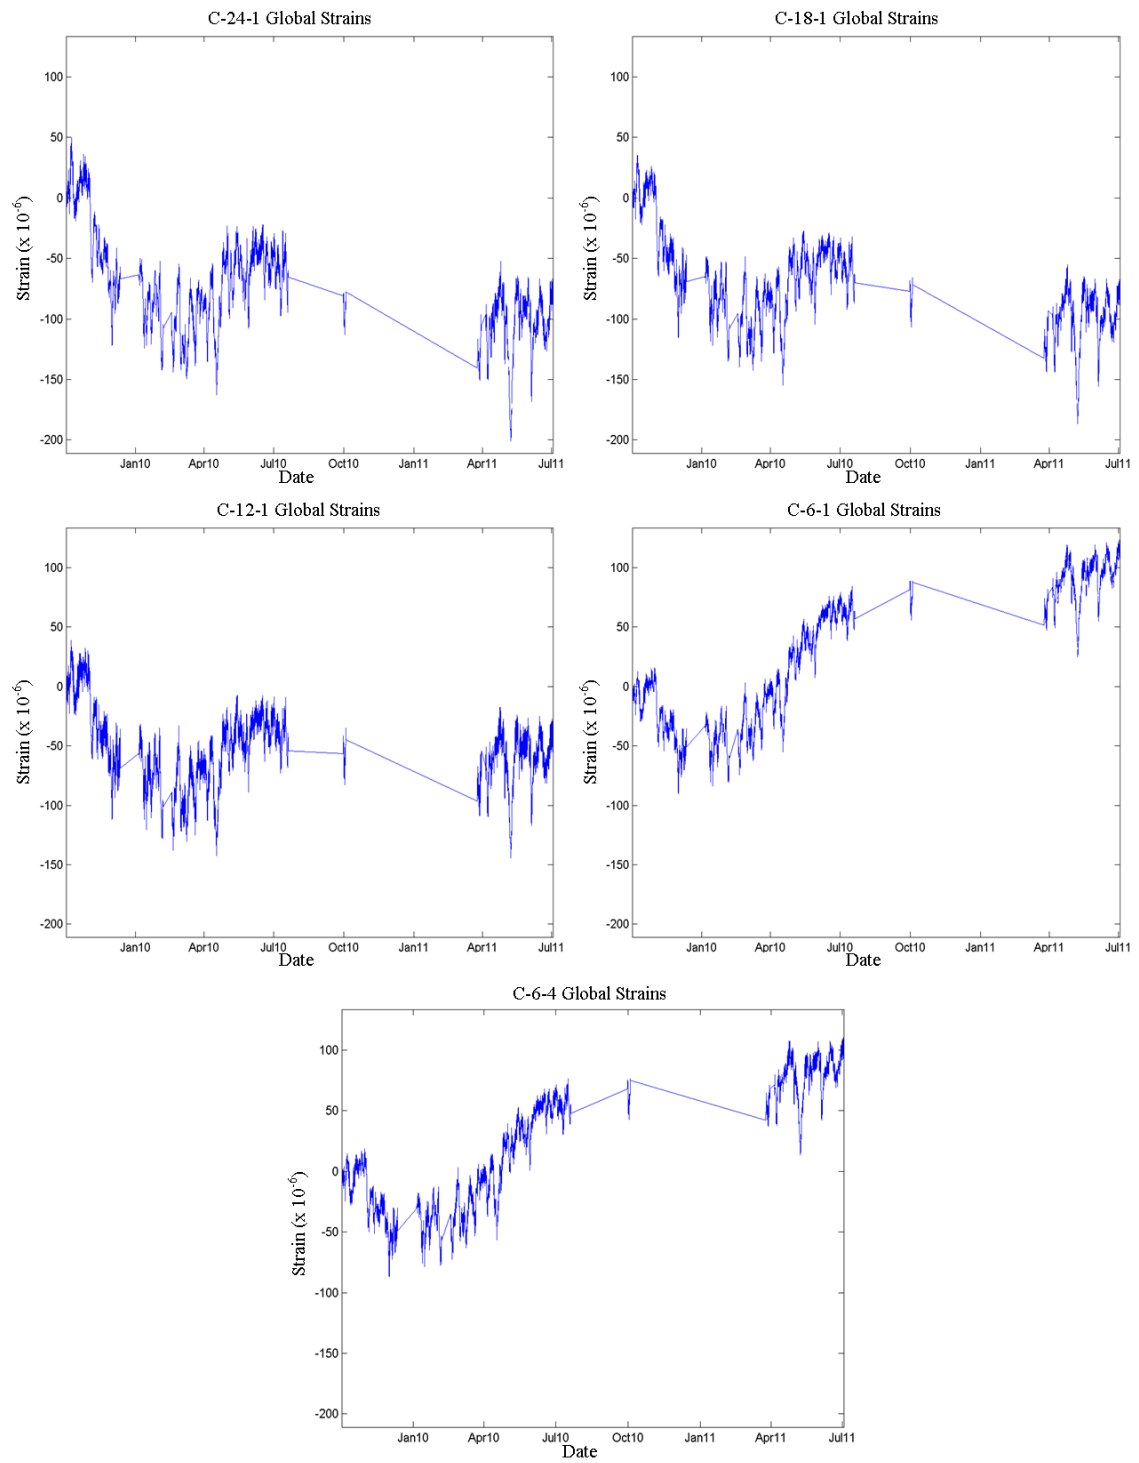 C-24-1 Global Strains
100
50
0
-50
-100
-150
-200
Strain (x 10^-6)
Jan10 Apr10 Jul10 Oct10 Jan11 Apr11 Jul11
Date
C-18-1 Global Strains
100
50
0
-50
-100
-150
-200
Strain (x 10^-6)
Jan10 Apr10 Jul10 Oct10 Jan11 Apr11 Jul11
Date
C-12-1 Global Strains
100
50
0
-50
-100
-150
-200
Strain (x 10^-6)
Jan10 Apr10 Jul10 Oct10 Jan11 Apr11 Jul11
Date
C-6-1 Global Strains
100
50
0
-50
-100
-150
-200
Strain (x 10^-6)
Jan10 Apr10 Jul10 Oct10 Jan11 Apr11 Jul11
Date
C-6-4 Global Strains
100
50
0
-50
-100
-150
-200
Strain (x 10^-6)
Jan10 Apr10 Jul10 Oct10 Jan11 Apr11 Jul11
Date